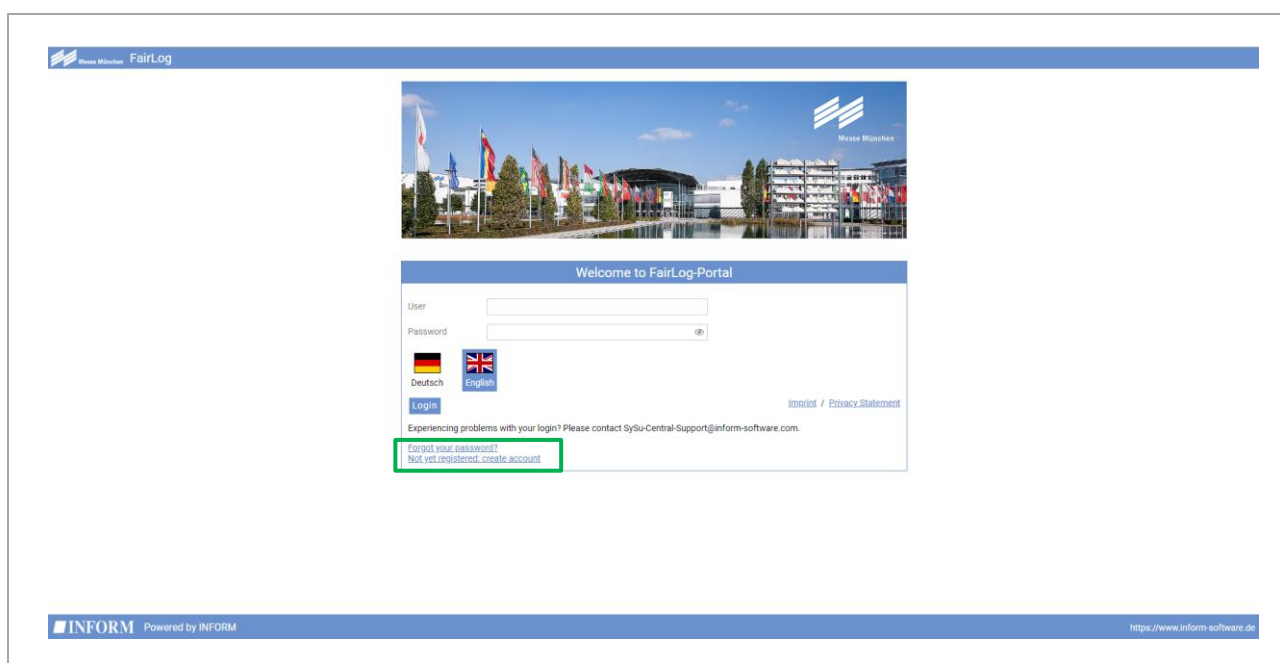 Messe München FairLog
Messe München
Welcome to FairLog-Portal
User
Password
Deutsch English
Login
Imprint / Privacy Statement
Experiencing problems with your login? Please contact SySu-Central-Support@inform-software.com.
Forgot your password?
Not yet registered: create account
INFORM Powered by INFORM https://www.inform-software.de